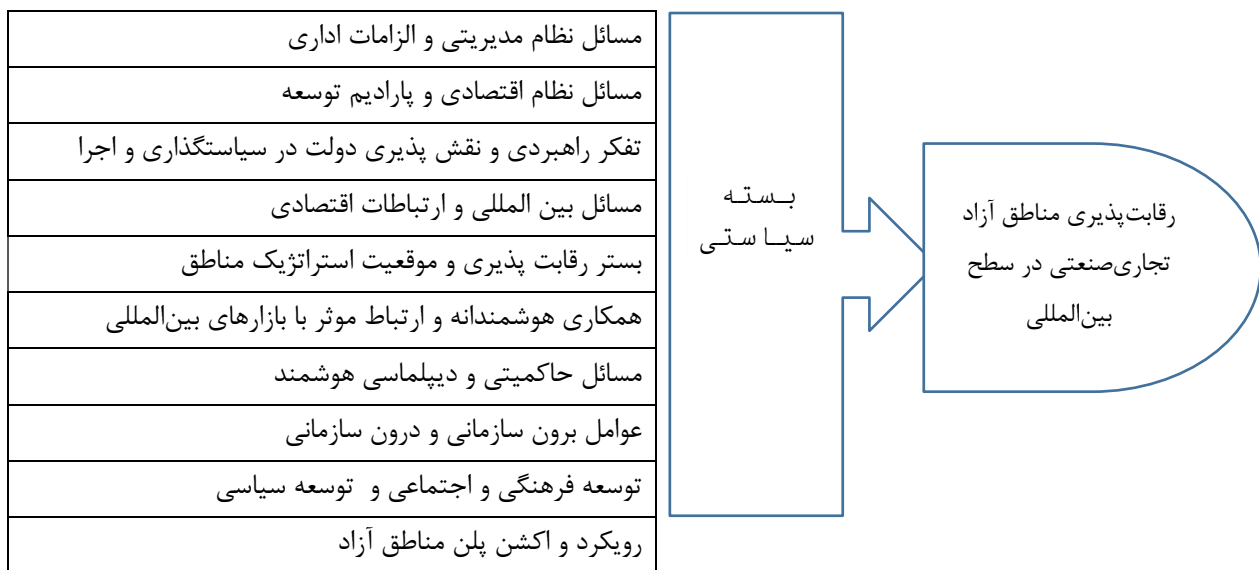 مسائل نظام مدیریتی و الزامات اداری
مسائل نظام اقتصادی و پارادیم توسعه
تفکر راهبردی و نقش پذیری دولت در سیاستگذاری و اجرا
مسائل بین المللی و ارتباطات اقتصادی
بستر رقابت پذیری و موقعیت استراتژیک مناطق
همکاری هوشمندانه و ارتباط موثر با بازارهای بین‌المللی
مسائل حاکمیتی و دیپلماسی هوشمند
عوامل برون سازمانی و درون سازمانی
توسعه فرهنگی و اجتماعی و توسعه سیاسی
رویکرد و اکشن پلن مناطق آزاد
بسته
سیاستی
رقابت‌پذیری مناطق آزاد
تجاری‌صنعتی در سطح
بین‌المللی